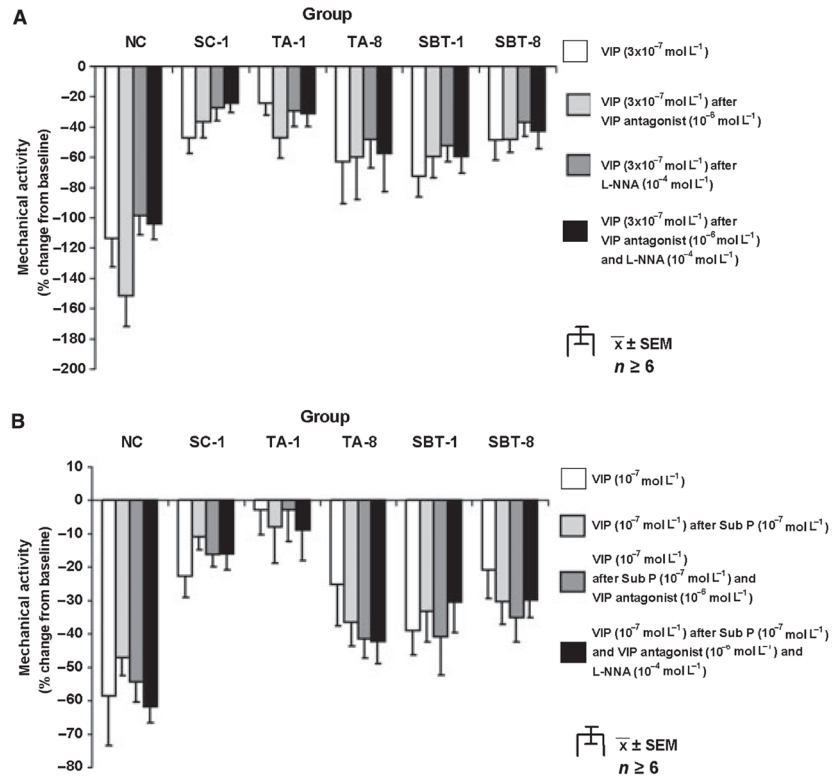 A
Group
NC SC-1 TA-1 TA-8 SBT-1 SBT-8
Mechanical activity
(% change from baseline)
0
−20
−40
−60
−80
−100
−120
−140
−160
−180
−200
VIP (3x10⁻⁷ mol L⁻¹)
VIP (3x10⁻⁷ mol L⁻¹) after
VIP antagonist (10⁻⁶ mol L⁻¹)
VIP (3x10⁻⁷ mol L⁻¹) after
L-NNA (10⁻⁴ mol L⁻¹)
VIP (3x10⁻⁷ mol L⁻¹) after
VIP antagonist (10⁻⁶ mol L⁻¹)
and L-NNA (10⁻⁴ mol L⁻¹)
x̅ ± SEM
n ≥ 6
B
Group
NC SC-1 TA-1 TA-8 SBT-1 SBT-8
Mechanical activity
(% change from baseline)
10
0
−10
−20
−30
−40
−50
−60
−70
−80
VIP (10⁻⁷ mol L⁻¹)
VIP (10⁻⁷ mol L⁻¹) after Sub P (10⁻⁷ mol L⁻¹)
VIP (10⁻⁷ mol L⁻¹)
after Sub P (10⁻⁷ mol L⁻¹) and
VIP antagonist (10⁻⁶ mol L⁻¹)
VIP (10⁻⁷ mol L⁻¹) after Sub P (10⁻⁷ mol L⁻¹)
and VIP antagonist (10⁻⁶ mol L⁻¹) and
L-NNA (10⁻⁴ mol L⁻¹)
x̅ ± SEM
n ≥ 6